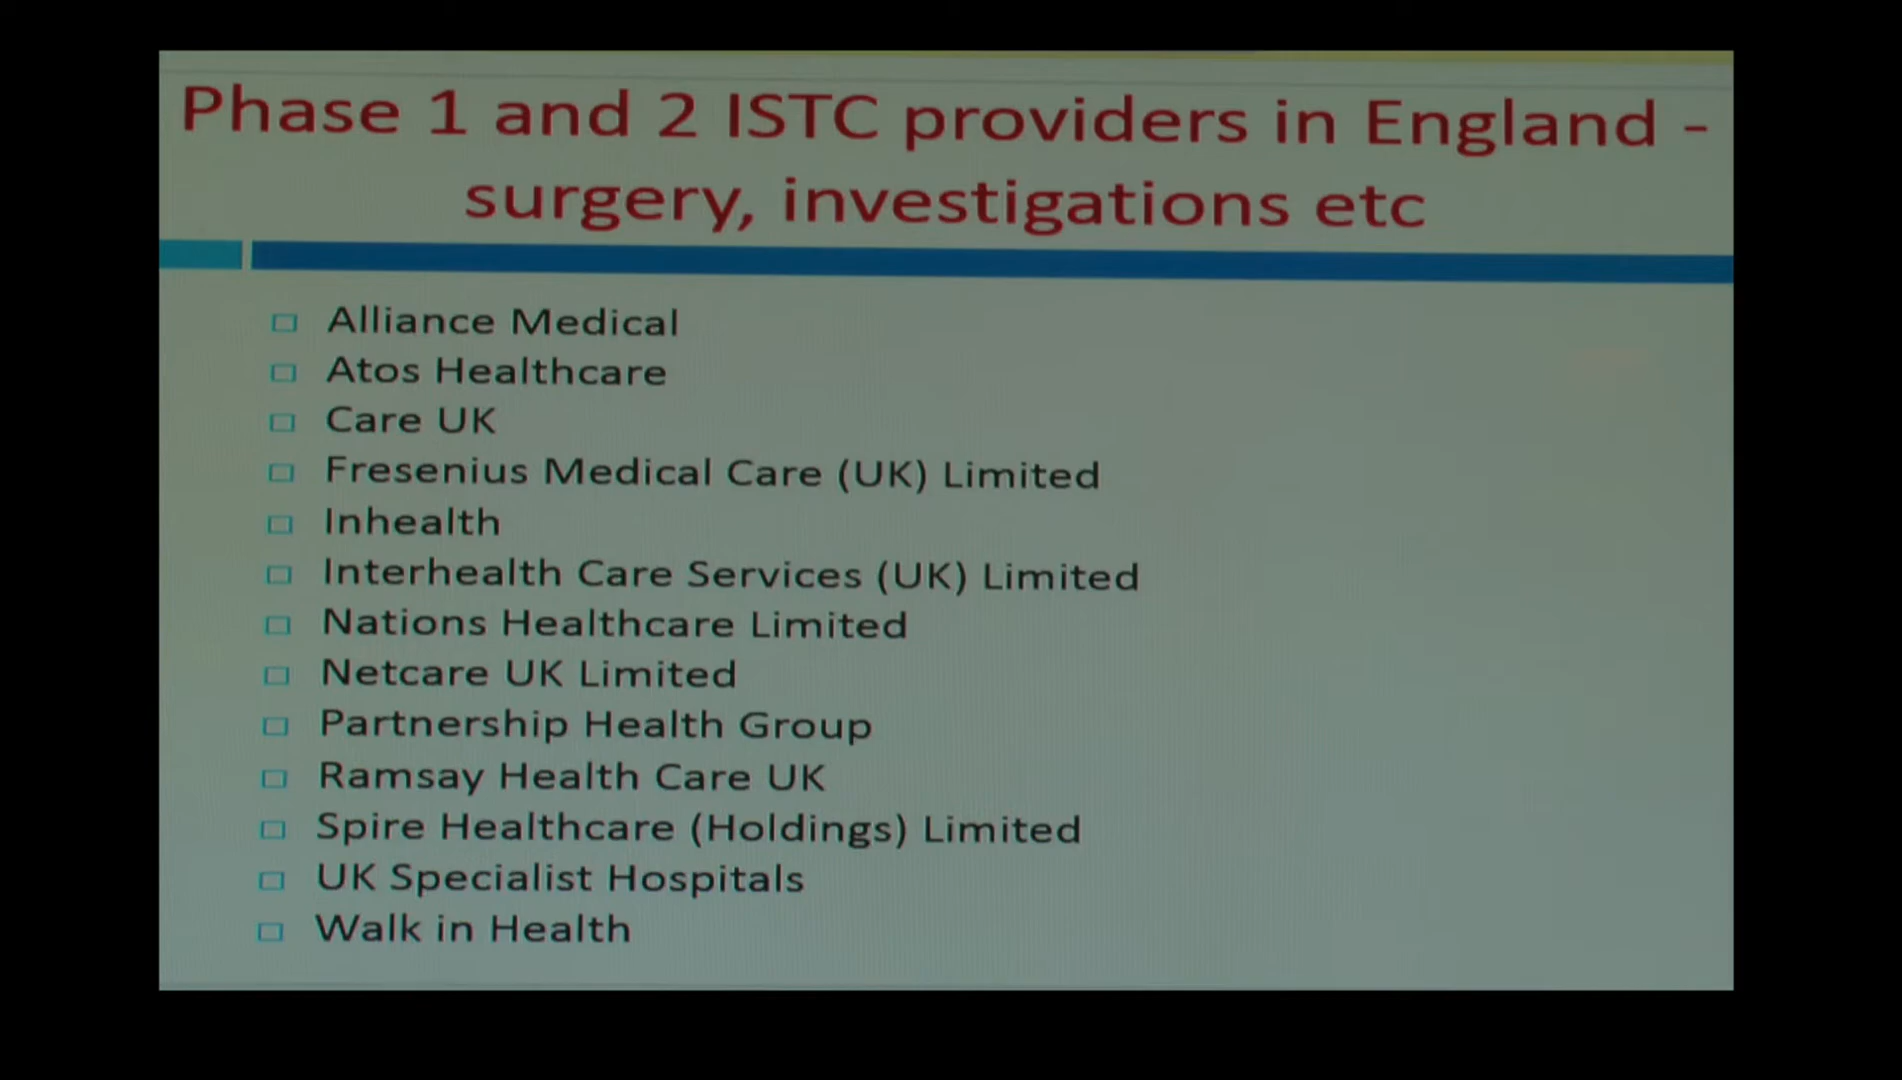 Phase 1 and 2 ISTC providers in England -
surgery, investigations etc
Alliance Medical
Atos Healthcare
Care UK
Fresenius Medical Care (UK) Limited
Inhealth
Interhealth Care Services (UK) Limited
Nations Healthcare Limited
Netcare UK Limited
Partnership Health Group
Ramsay Health Care UK
Spire Healthcare (Holdings) Limited
UK Specialist Hospitals
Walk in Health